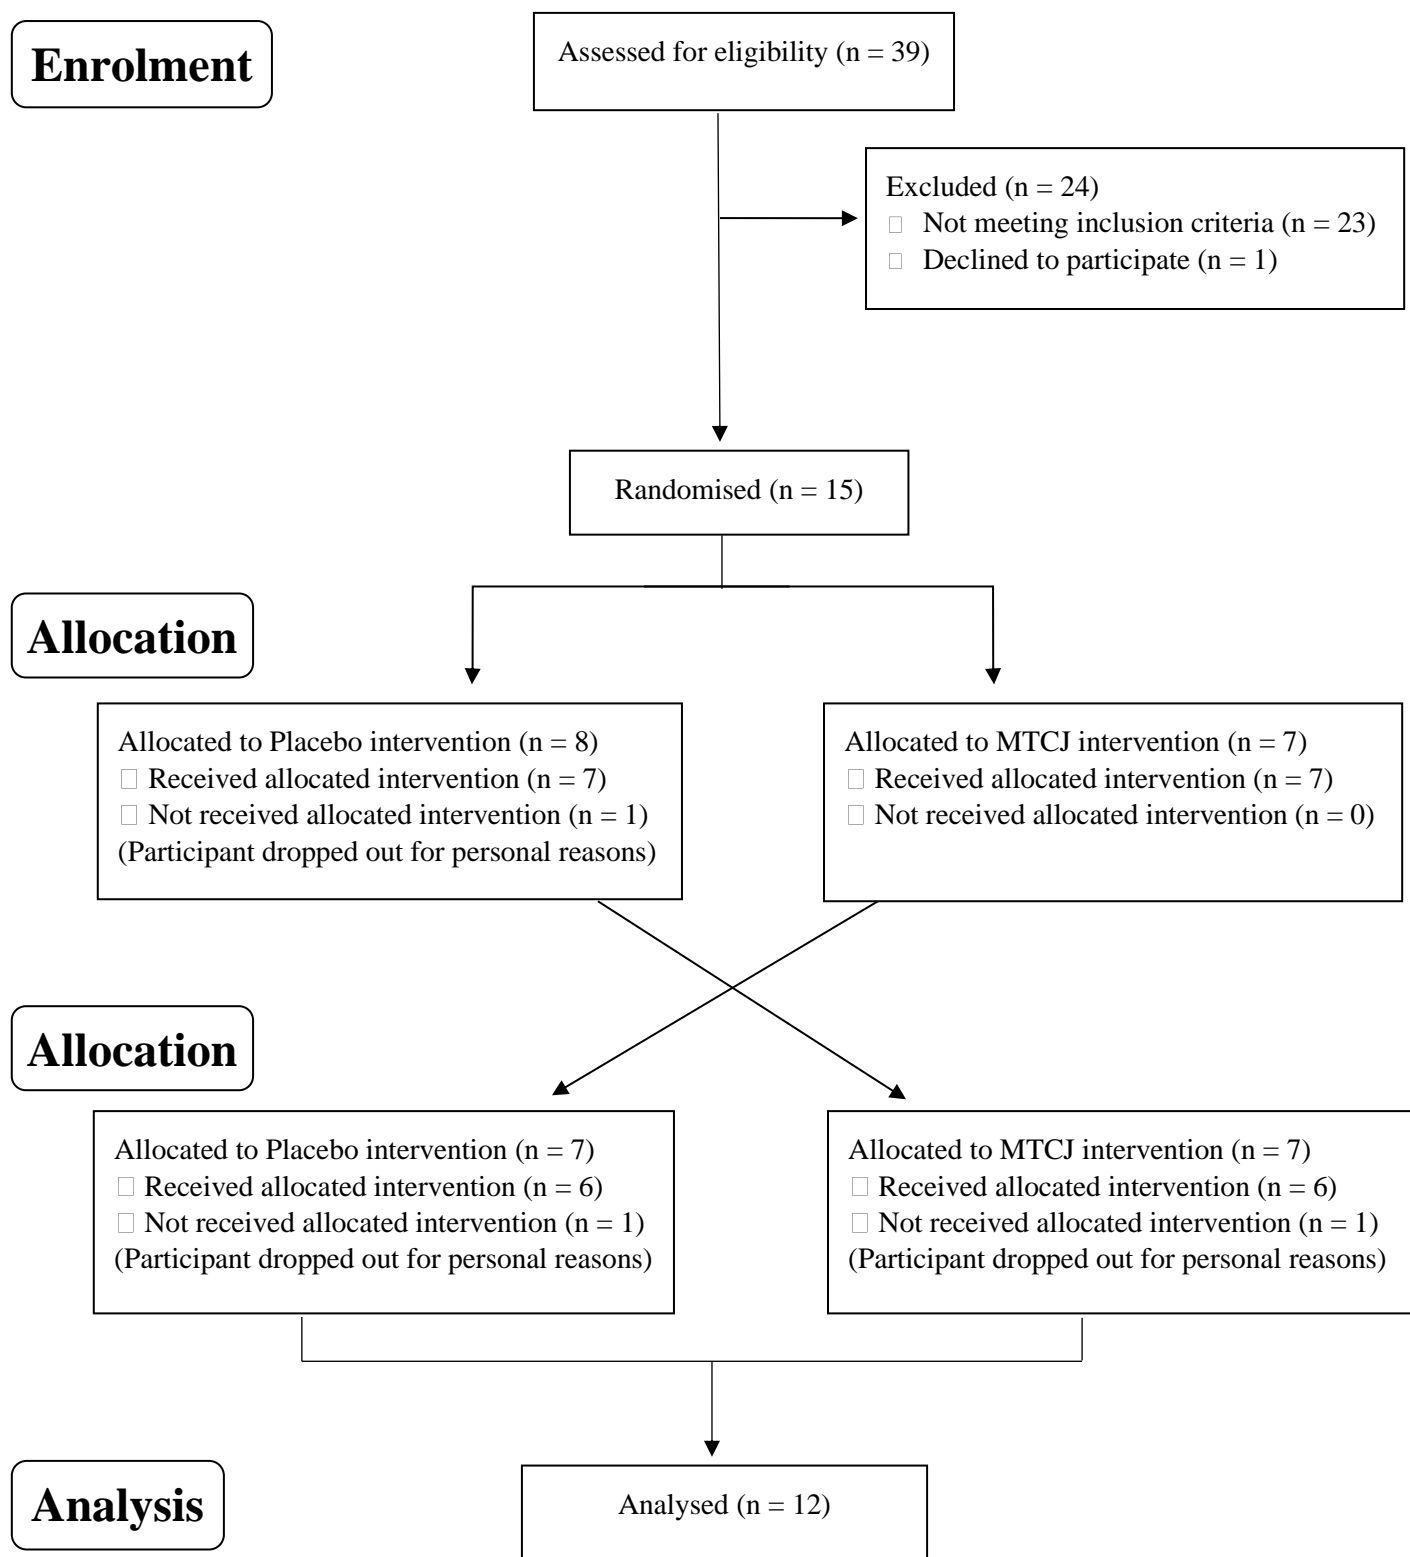 Enrolment
Assessed for eligibility (n = 39)
Excluded (n = 24)
Not meeting inclusion criteria (n = 23)
Declined to participate (n = 1)
Randomised (n = 15)
Allocation
Allocated to Placebo intervention (n = 8)
Received allocated intervention (n = 7)
Not received allocated intervention (n = 1)
(Participant dropped out for personal reasons)
Allocated to MTCJ intervention (n = 7)
Received allocated intervention (n = 7)
Not received allocated intervention (n = 0)
Allocation
Allocated to Placebo intervention (n = 7)
Received allocated intervention (n = 6)
Not received allocated intervention (n = 1)
(Participant dropped out for personal reasons)
Allocated to MTCJ intervention (n = 7)
Received allocated intervention (n = 6)
Not received allocated intervention (n = 1)
(Participant dropped out for personal reasons)
Analysis
Analysed (n = 12)